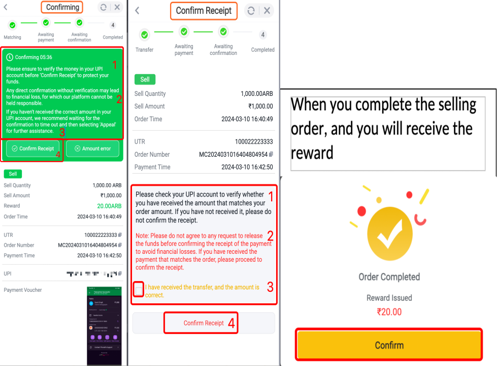 Confirming
Matching
Awaiting
payment
Awaiting
confirmation
4
Completed
Confirming 05:36
Please ensure to verify the money in your UPI
account before 'Confirm Receipt' to protect your
funds.
Any direct confirmation without verification may lead
to financial loss, for which our platform cannot be
held responsible.
If you haven't received the correct amount in your
UPI account, we recommend waiting for the
confirmation to time out and then selecting 'Appeal'
for further assistance.
1
2
3
Confirm Receipt
4
Amount error
Sell
Sell Quantity 1,000.00 ARB
Sell Amount ₹1,000.00
Reward 20.00ARB
Order Time 2024-03-10 16:40:49
UTR 100022223333
Order Number MC2024031016404804954
Payment Time 2024-03-10 16:42:50
UPI
Payment Voucher
Confirm Receipt
Transfer
Awaiting
payment
Awaiting
confirmation
4
Completed
Sell
Sell Quantity 1,000.00ARB
Sell Amount ₹1,000.00
Order Time 2024-03-10 16:40:49
UTR 100022223333
Order Number MC2024031016404804954
Payment Time 2024-03-10 16:42:50
Please check your UPI account to verify whether
you have received the amount that matches your
order amount. If you have not received it, please do
not confirm the receipt.
1
Note: Please do not agree to any request to release
the funds before confirming the receipt of the payment
to avoid financial losses. If you have received the
payment that matches the order, please proceed to
confirm the receipt.
2
I have received the transfer, and the amount is
correct.
3
Confirm Receipt
4
When you complete the selling
order, and you will receive the
reward
Order Completed
Reward Issued
₹20.00
Confirm